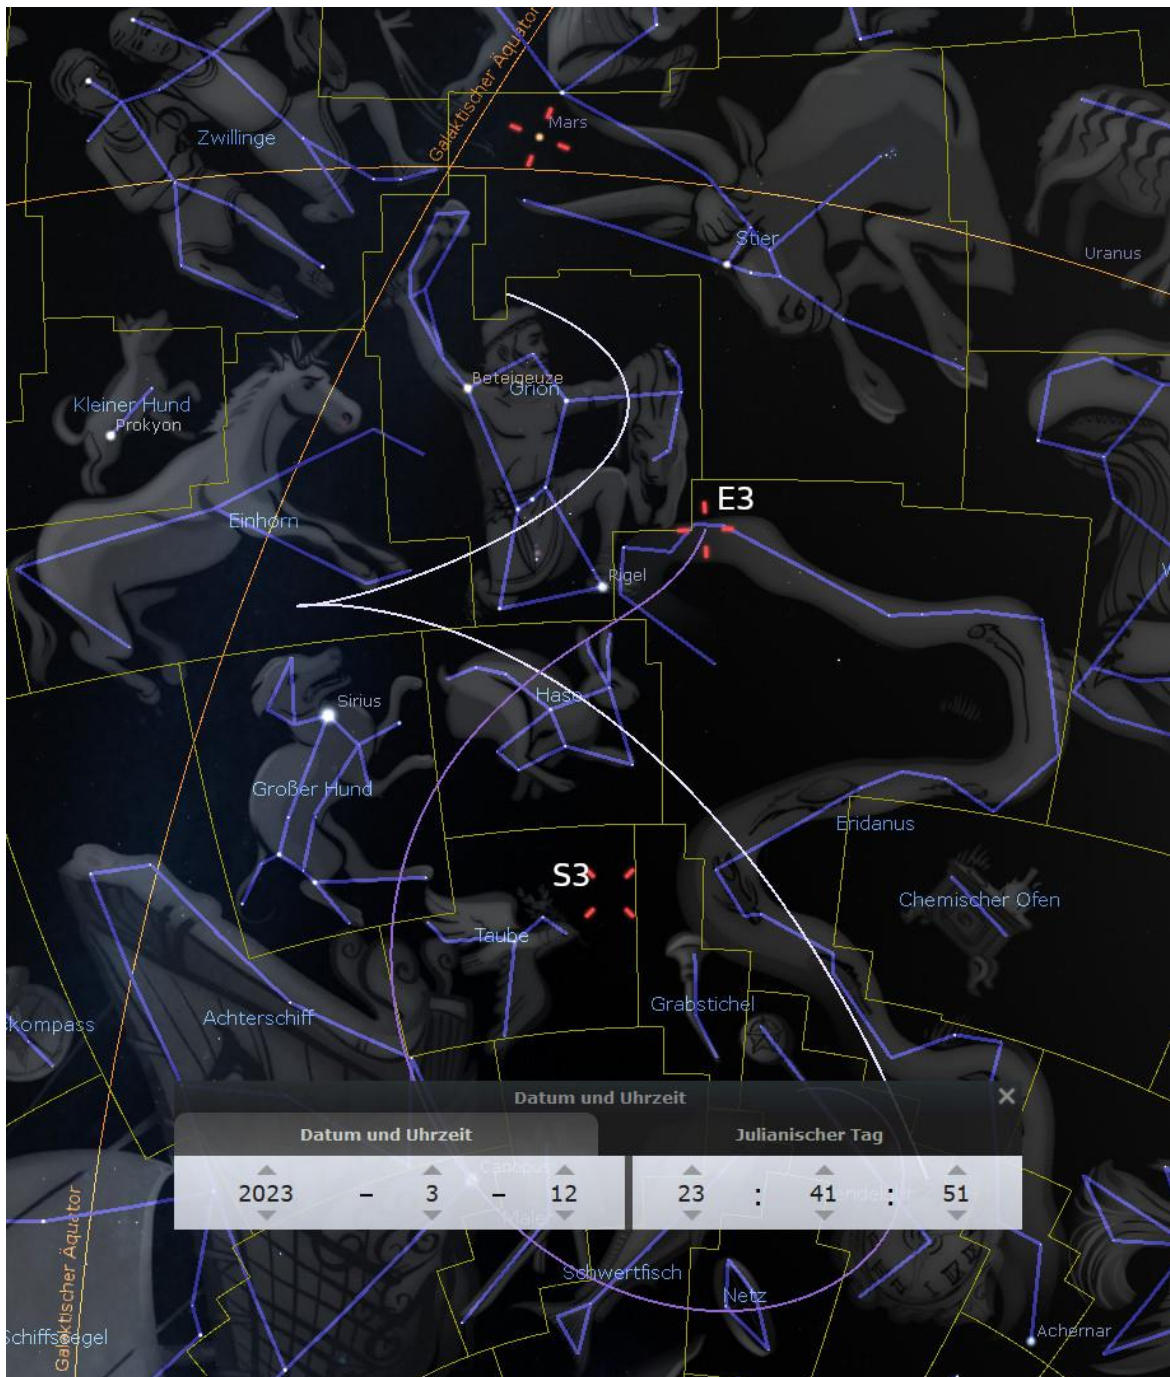 Galaktischer Äquator
Mars
Zwillinge
Stier
Uranus
Beteigeuze
Orion
Kleiner Hund
Prokyon
E3
Einhorn
Rigel
Sirius
Hase
Großer Hund
Eridanus
S3
Chemischer Ofen
Taube
Grabstichel
Achterschiff
skompass
Datum und Uhrzeit
×
Datum und Uhrzeit
Julianischer Tag
Canopus
2023 – 3 – 12 23 : 41 : 51
Galaktischer Äquator
Schwertfisch
Netz
Schiffssegel
Achernar